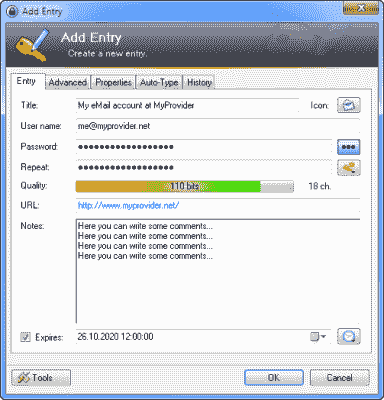 Add Entry
Add Entry
Create a new entry.
Entry Advanced Properties Auto-Type History
Title: My eMail account at MyProvider Icon:
User name: me@myprovider.net
Password: ●●●●●●●●●●●●●●●●●●
Repeat: ●●●●●●●●●●●●●●●●●●
Quality: 110 bits 18 ch.
URL: http://www.myprovider.net/
Notes: Here you can write some comments...
Here you can write some comments...
Here you can write some comments...
Here you can write some comments...
Expires: 26.10.2020 12:00:00
Tools OK Cancel